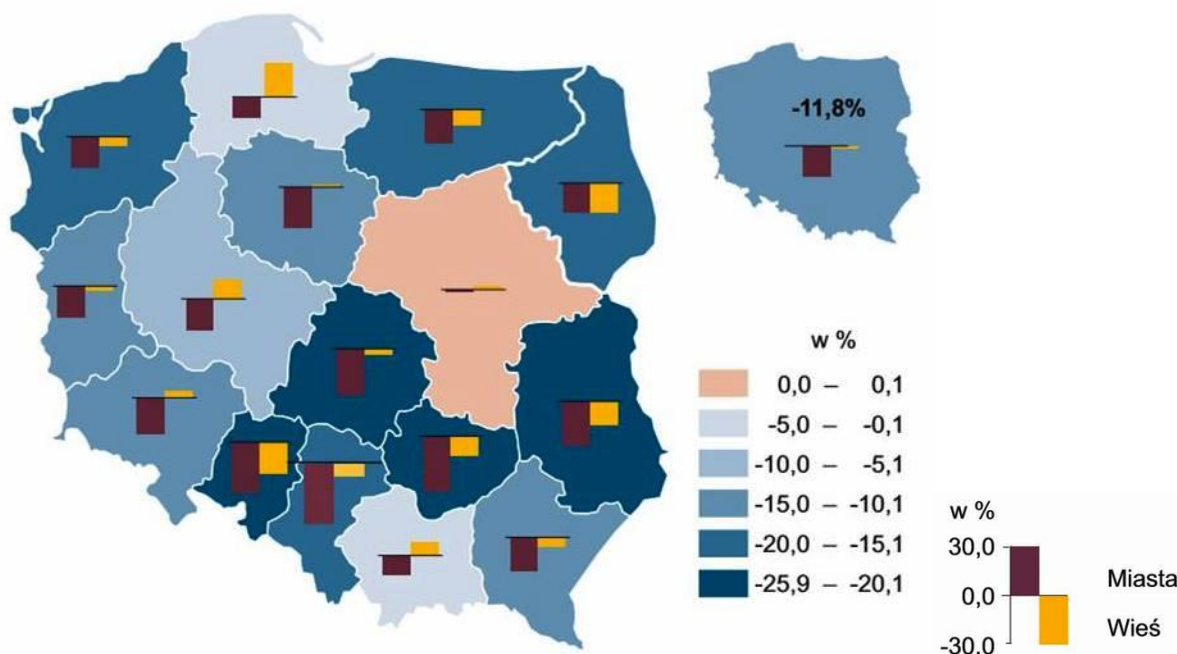 -11,8%
w %
0,0 – 0,1
-5,0 – -0,1
-10,0 – -5,1
-15,0 – -10,1
-20,0 – -15,1
-25,9 – -20,1
w %
30,0
0,0
-30,0
Miasta
Wieś